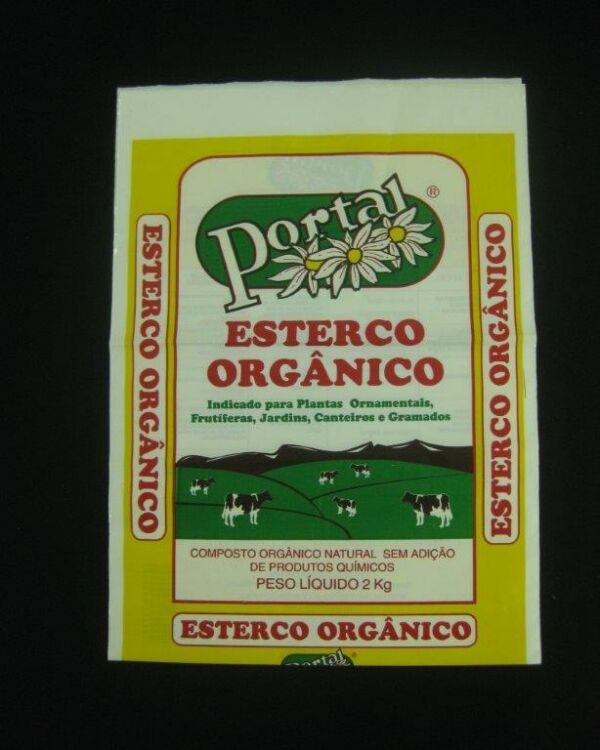 Portal®
ESTERCO
ORGÂNICO
Indicado para Plantas Ornamentais,
Frutíferas, Jardins, Canteiros e Gramados
ESTERCO ORGÂNICO
ESTERCO ORGÂNICO
COMPOSTO ORGÂNICO NATURAL SEM ADIÇÃO
DE PRODUTOS QUÍMICOS
PESO LÍQUIDO 2 Kg
ESTERCO ORGÂNICO
Portal®